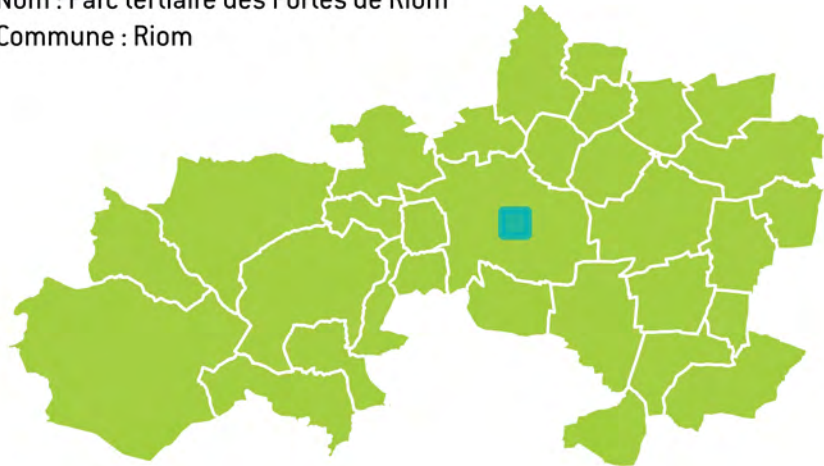 Nom : Parc tertiaire des Portes de Riom
Commune : Riom